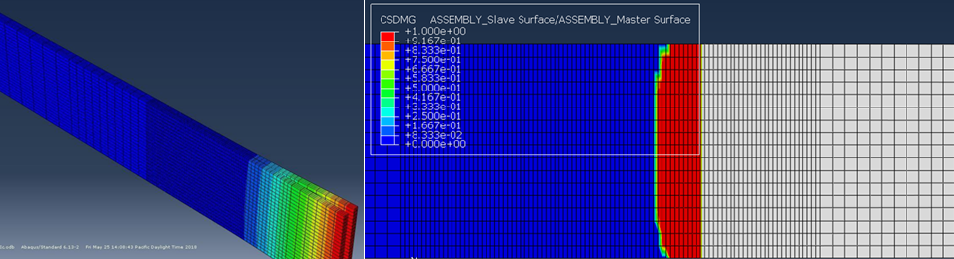 CSDMG ASSEMBLY_Slave Surface/ASSEMBLY_Master Surface
+1.000e+00
+9.167e-01
+8.333e-01
+7.500e-01
+6.667e-01
+5.833e-01
+5.000e-01
+4.167e-01
+3.333e-01
+2.500e-01
+1.667e-01
+8.333e-02
+0.000e+00
Abaqus/Standard 6.13-2 Fri May 25 14:06:43 Pacific Daylight Time 2018